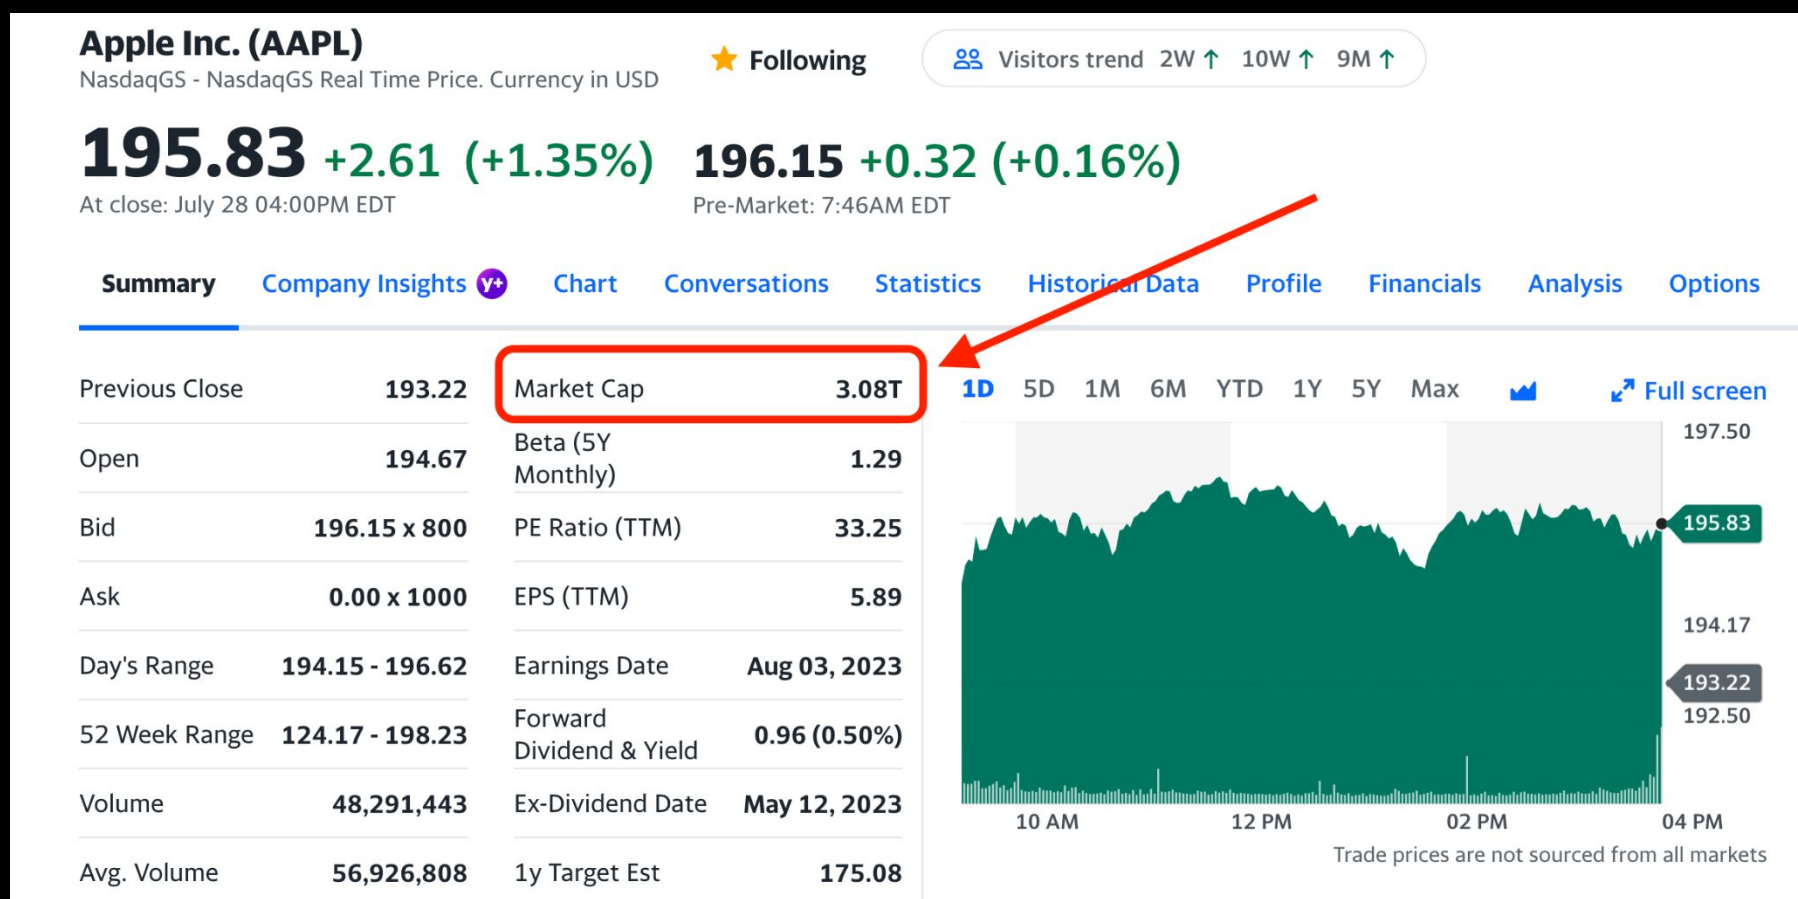 Apple Inc. (AAPL)
NasdaqGS - NasdaqGS Real Time Price. Currency in USD
Following
Visitors trend 2W ↑ 10W ↑ 9M ↑
195.83 +2.61 (+1.35%)
At close: July 28 04:00PM EDT
196.15 +0.32 (+0.16%)
Pre-Market: 7:46AM EDT
Summary Company Insights y+ Chart Conversations Statistics Historical Data Profile Financials Analysis Options
Previous Close 193.22
Open 194.67
Bid 196.15 x 800
Ask 0.00 x 1000
Day's Range 194.15 - 196.62
52 Week Range 124.17 - 198.23
Volume 48,291,443
Avg. Volume 56,926,808
Market Cap 3.08T
Beta (5Y
Monthly) 1.29
PE Ratio (TTM) 33.25
EPS (TTM) 5.89
Earnings Date Aug 03, 2023
Forward
Dividend & Yield 0.96 (0.50%)
Ex-Dividend Date May 12, 2023
1y Target Est 175.08
1D 5D 1M 6M YTD 1Y 5Y Max Full screen
197.50
195.83
194.17
193.22
192.50
10 AM 12 PM 02 PM 04 PM
Trade prices are not sourced from all markets